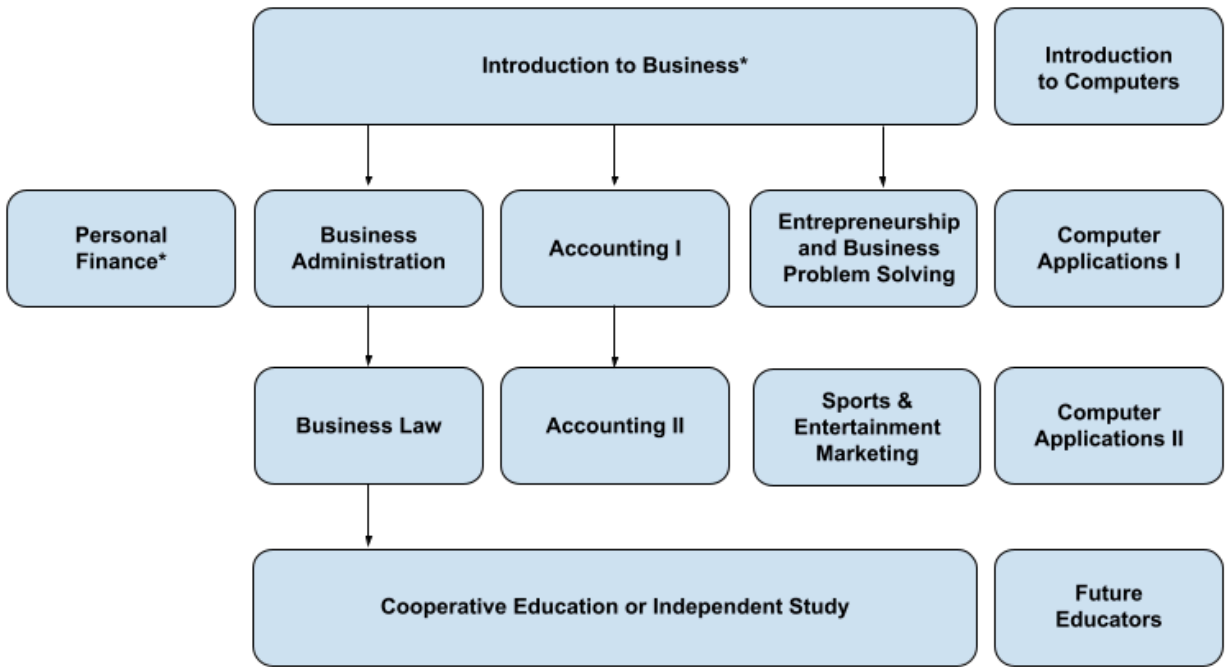 Introduction to Business*
Introduction
to Computers
Personal
Finance*
Business
Administration
Accounting I
Entrepreneurship
and Business
Problem Solving
Computer
Applications I
Business Law
Accounting II
Sports &
Entertainment
Marketing
Computer
Applications II
Cooperative Education or Independent Study
Future
Educators